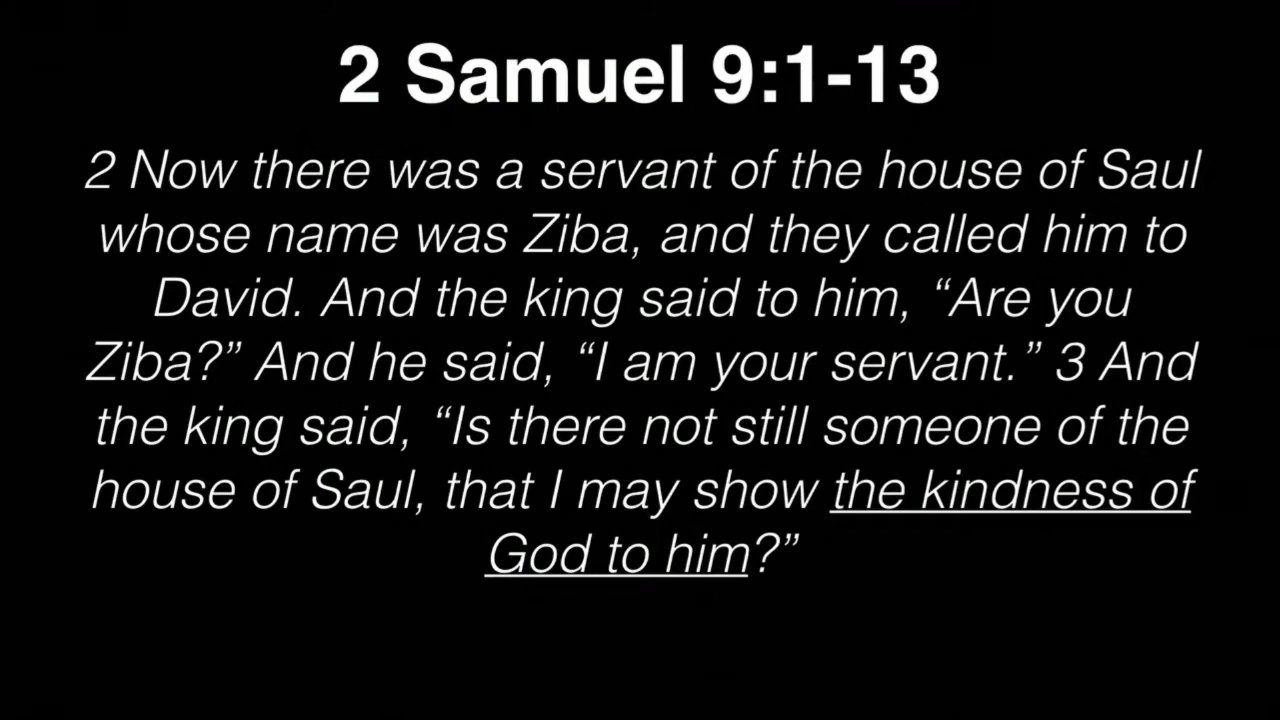 2 Samuel 9:1-13
2 Now there was a servant of the house of Saul
whose name was Ziba, and they called him to
David. And the king said to him, “Are you
Ziba?” And he said, “I am your servant.” 3 And
the king said, “Is there not still someone of the
house of Saul, that I may show the kindness of
God to him?”